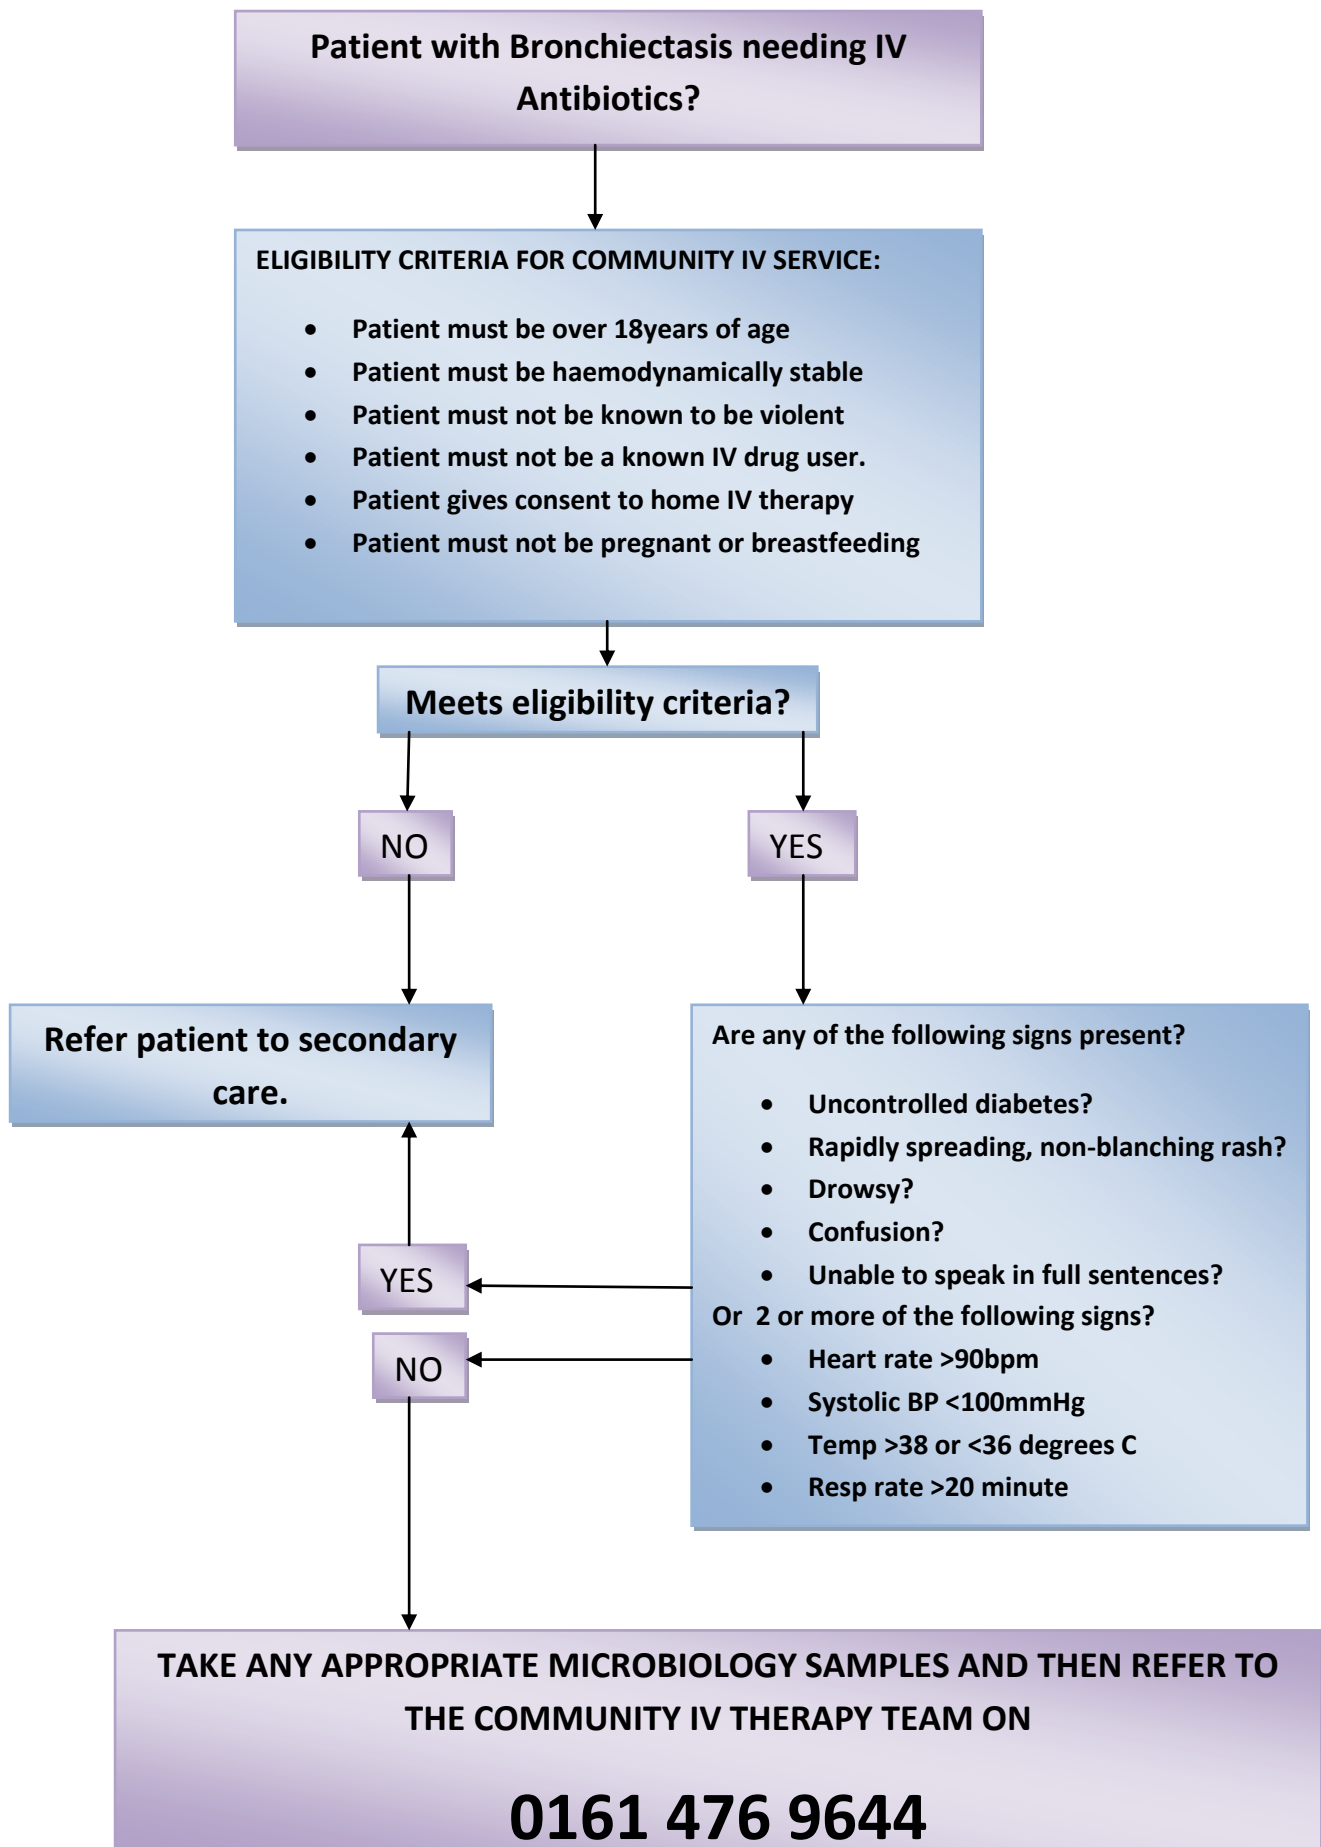 Patient with Bronchiectasis needing IV
Antibiotics?
ELIGIBILITY CRITERIA FOR COMMUNITY IV SERVICE:
• Patient must be over 18years of age
• Patient must be haemodynamically stable
• Patient must not be known to be violent
• Patient must not be a known IV drug user.
• Patient gives consent to home IV therapy
• Patient must not be pregnant or breastfeeding
Meets eligibility criteria?
NO
YES
Refer patient to secondary
care.
Are any of the following signs present?
• Uncontrolled diabetes?
• Rapidly spreading, non-blanching rash?
• Drowsy?
• Confusion?
• Unable to speak in full sentences?
Or 2 or more of the following signs?
• Heart rate >90bpm
• Systolic BP <100mmHg
• Temp >38 or <36 degrees C
• Resp rate >20 minute
YES
NO
TAKE ANY APPROPRIATE MICROBIOLOGY SAMPLES AND THEN REFER TO
THE COMMUNITY IV THERAPY TEAM ON
0161 476 9644